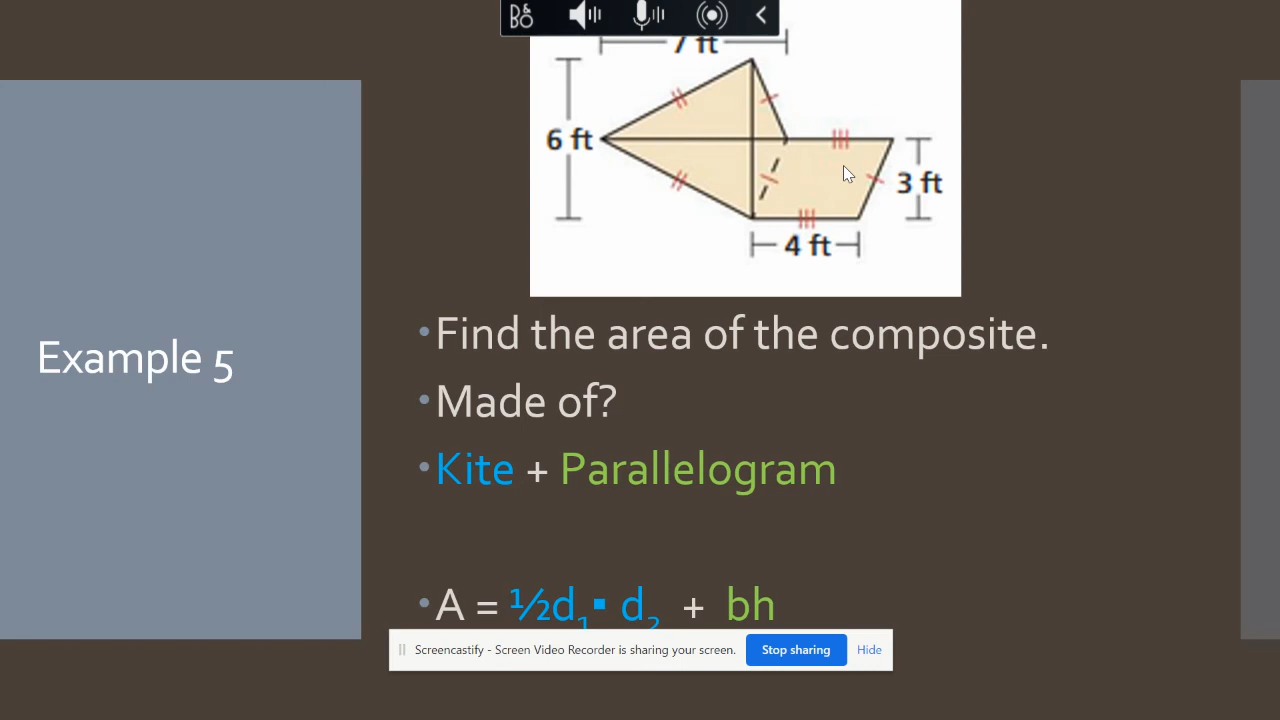 B&O
7 ft
6 ft
3 ft
4 ft
Example 5
•Find the area of the composite.
•Made of?
•Kite + Parallelogram
•A = ½d₁▪ d₂ + bh
Screencastify - Screen Video Recorder is sharing your screen. Stop sharing Hide